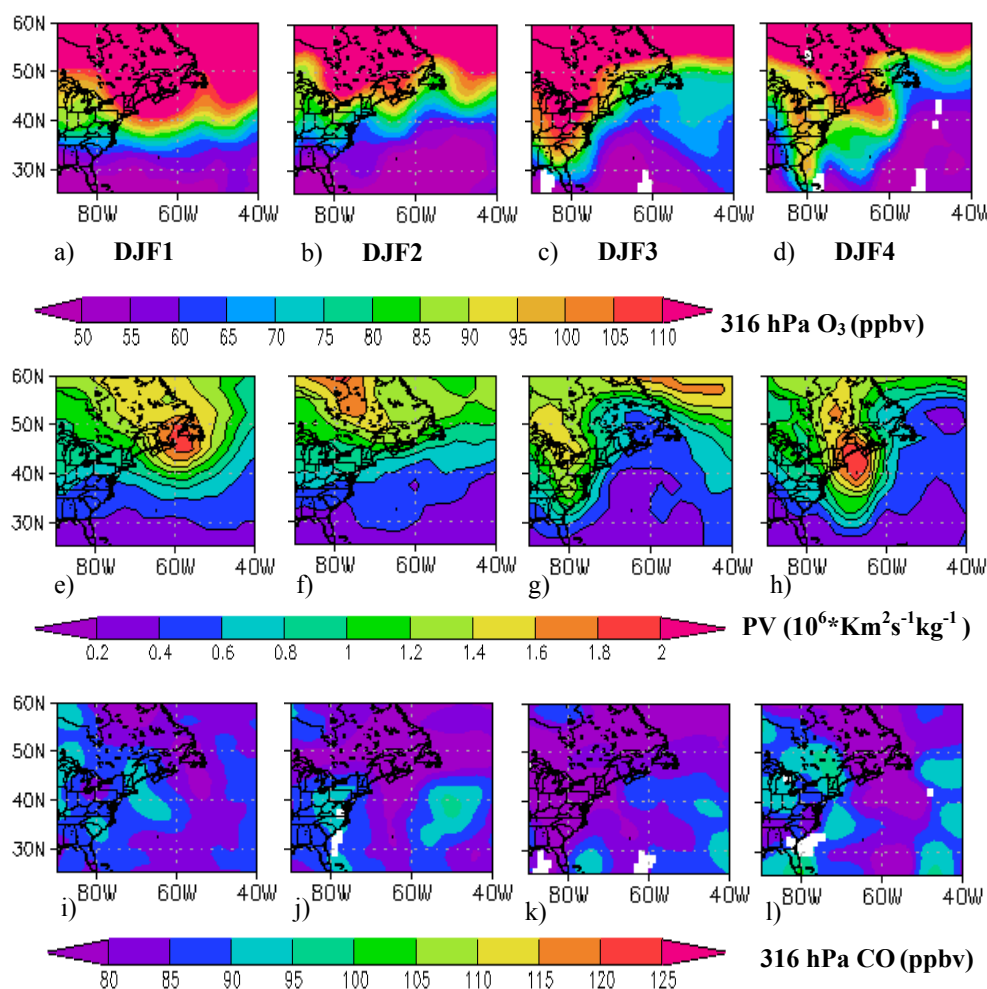 60N
50N
40N
30N
80W 60W 40W
80W 60W 40W
80W 60W 40W
80W 60W 40W
a) DJF1
b) DJF2
c) DJF3
d) DJF4
50 55 60 65 70 75 80 85 90 95 100 105 110
316 hPa O₃ (ppbv)
60N
50N
40N
30N
80W 60W 40W
80W 60W 40W
80W 60W 40W
80W 60W 40W
e) f) g) h)
0.2 0.4 0.6 0.8 1 1.2 1.4 1.6 1.8 2
PV (10⁶*Km²s⁻¹kg⁻¹ )
60N
50N
40N
30N
80W 60W 40W
80W 60W 40W
80W 60W 40W
80W 60W 40W
i) j) k) l)
80 85 90 95 100 105 110 115 120 125
316 hPa CO (ppbv)